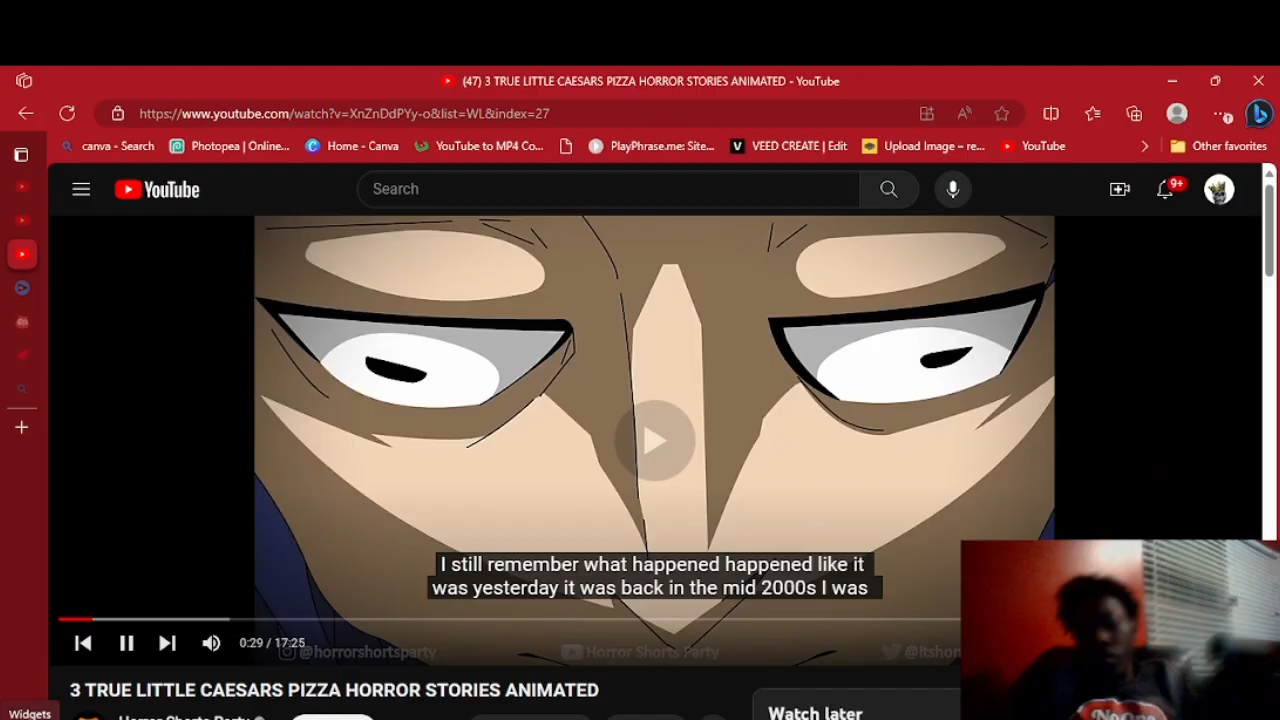 (47) 3 TRUE LITTLE CAESARS PIZZA HORROR STORIES ANIMATED - YouTube
https://www.youtube.com/watch?v=XnZnDdPYy-o&list=WL&index=27
canva - Search
Photopea | Online...
Home - Canva
YouTube to MP4 Co...
PlayPhrase.me: Site...
VEED CREATE | Edit
Upload Image – re...
YouTube
Other favorites
YouTube
Search
9+
I still remember what happened happened like it
was yesterday it was back in the mid 2000s I was
0:29 / 17:25
@horrorshortsparty
Horror Shorts Party
3 TRUE LITTLE CAESARS PIZZA HORROR STORIES ANIMATED
Horror Shorts Party
Watch later
Widgets